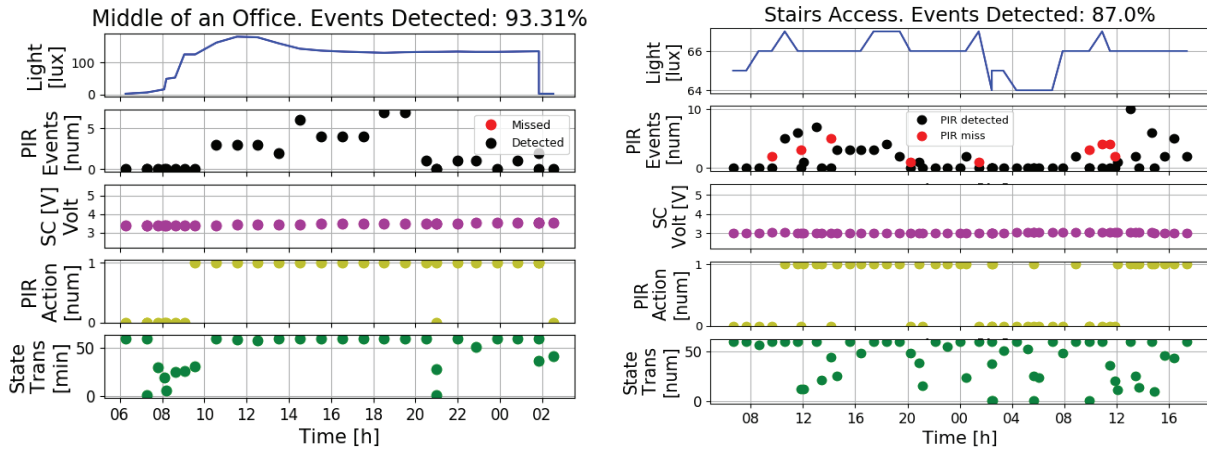 Middle of an Office. Events Detected: 93.31%
Light
[lux]
100
0
PIR
Events
[num]
5
0
Missed
Detected
SC [V]
Volt
5
4
3
PIR
Action
[num]
1
0
State
Trans
[min]
50
0
06 08 10 12 14 16 18 20 22 00 02
Time [h]
Stairs Access. Events Detected: 87.0%
Light
[lux]
66
64
PIR
Events
[num]
10
0
PIR detected
PIR miss
SC
Volt [V]
5
4
3
PIR
Action
[num]
1
0
State
Trans
[num]
50
0
08 12 16 20 00 04 08 12 16
Time [h]